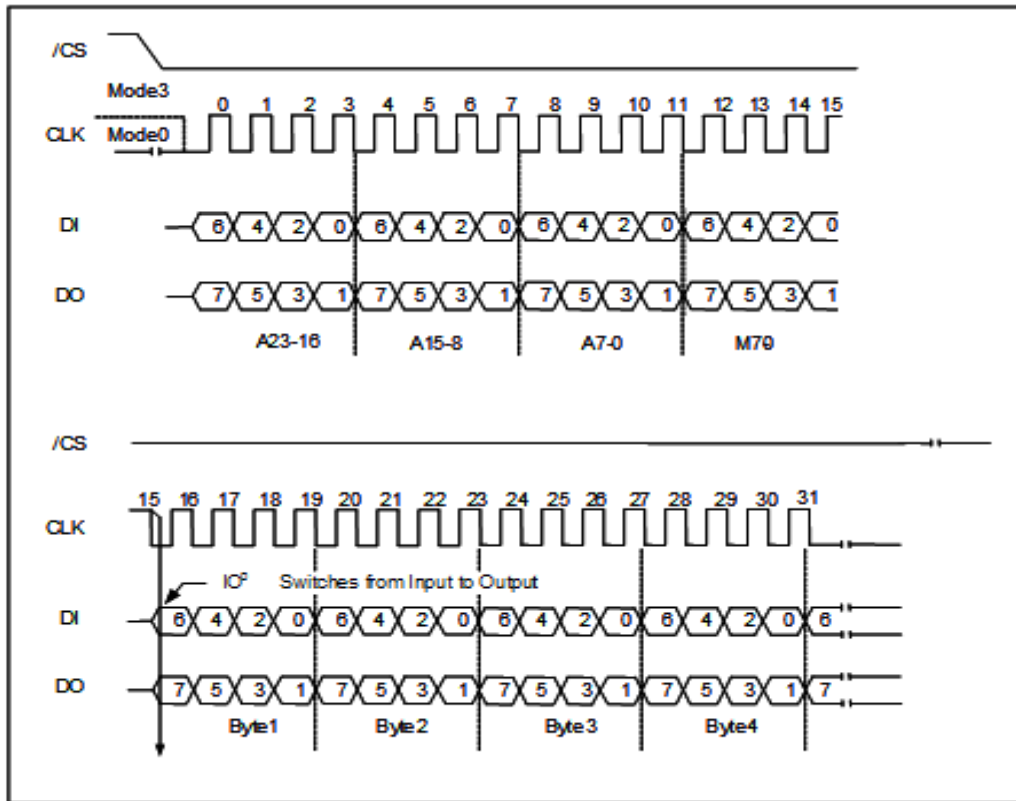 /CS
Mode3
0 1 2 3 4 5 6 7 8 9 10 11 12 13 14 15
CLK Mode0
DI 6 4 2 0 6 4 2 0 6 4 2 0 6 4 2 0
DO 7 5 3 1 7 5 3 1 7 5 3 1 7 5 3 1
A23-16 A15-8 A7-0 M70
/CS
15 16 17 18 19 20 21 22 23 24 25 26 27 28 29 30 31
CLK
IO² Switches from Input to Output
DI 6 4 2 0 6 4 2 0 6 4 2 0 6 4 2 0 6
DO 7 5 3 1 7 5 3 1 7 5 3 1 7 5 3 1 7
Byte1 Byte2 Byte3 Byte4